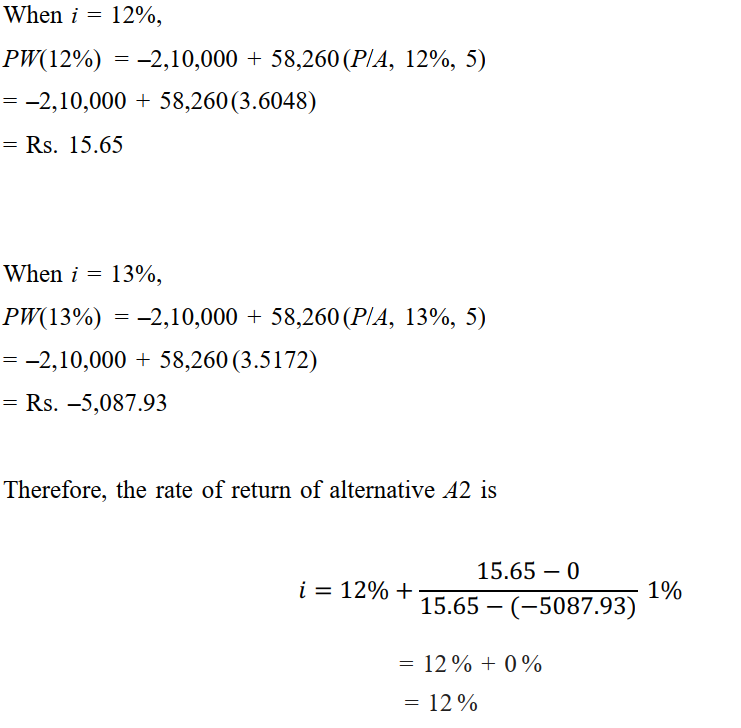 When i = 12%,
PW(12%) = –2,10,000 + 58,260(P/A, 12%, 5)
= –2,10,000 + 58,260(3.6048)
= Rs. 15.65
When i = 13%,
PW(13%) = –2,10,000 + 58,260(P/A, 13%, 5)
= –2,10,000 + 58,260(3.5172)
= Rs. –5,087.93
Therefore, the rate of return of alternative A2 is
15.65 − 0
i = 12% + 1%
15.65 − (−5087.93)
= 12% + 0%
= 12%